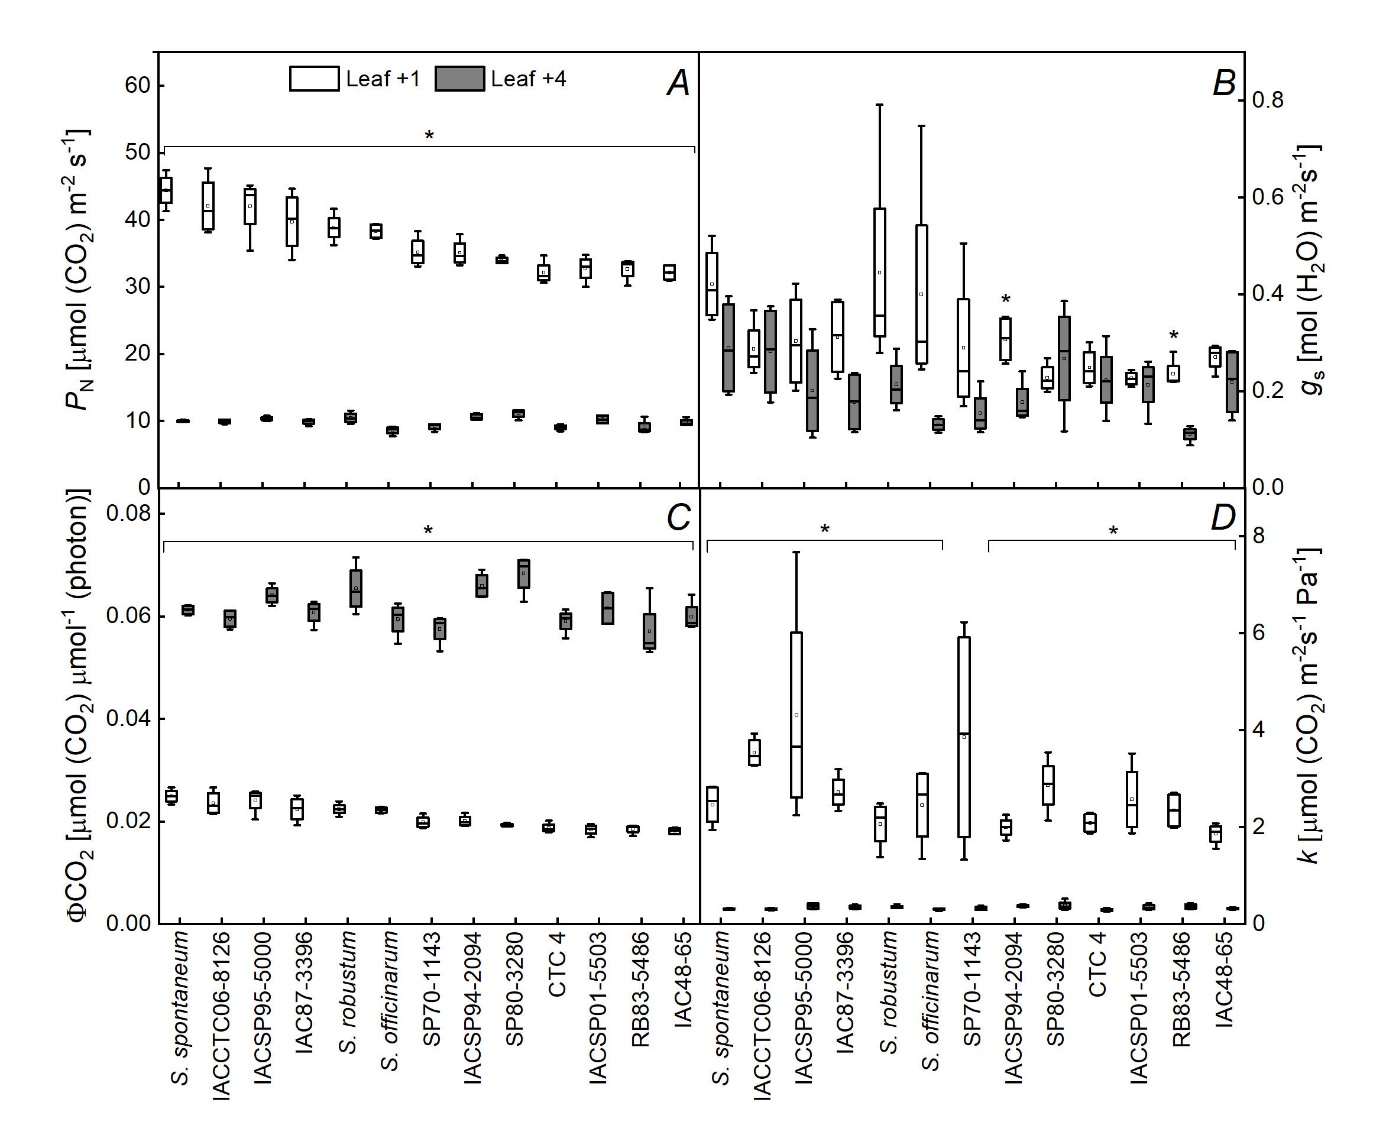 Leaf +1 Leaf +4
A
B
60
50
40
30
20
10
0
P_N [μmol (CO₂) m⁻² s⁻¹]
*
0.8
0.6
0.4
0.2
0.0
g_s [mol (H₂O) m⁻²s⁻¹]
*
*
C
D
0.08
0.06
0.04
0.02
0.00
ΦCO₂ [μmol (CO₂) μmol⁻¹ (photon)]
*
8
6
4
2
0
k [μmol (CO₂) m⁻²s⁻¹ Pa⁻¹]
*
*
S. spontaneum
IACCTC06-8126
IACSP95-5000
IAC87-3396
S. robustum
S. officinarum
SP70-1143
IACSP94-2094
SP80-3280
CTC 4
IACSP01-5503
RB83-5486
IAC48-65
S. spontaneum
IACCTC06-8126
IACSP95-5000
IAC87-3396
S. robustum
S. officinarum
SP70-1143
IACSP94-2094
SP80-3280
CTC 4
IACSP01-5503
RB83-5486
IAC48-65